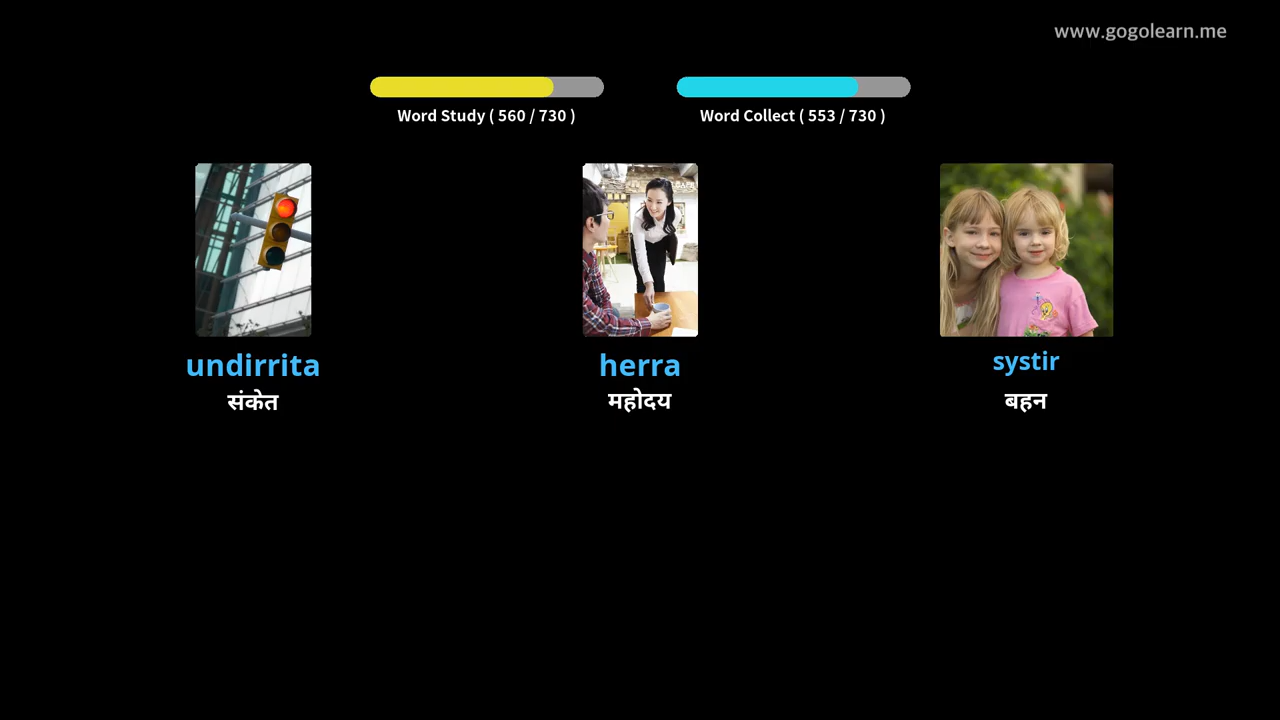 www.gogolearn.me
Word Study ( 560 / 730 )
Word Collect ( 553 / 730 )
undirrita
herra
systir
संकेत
महोदय
बहन